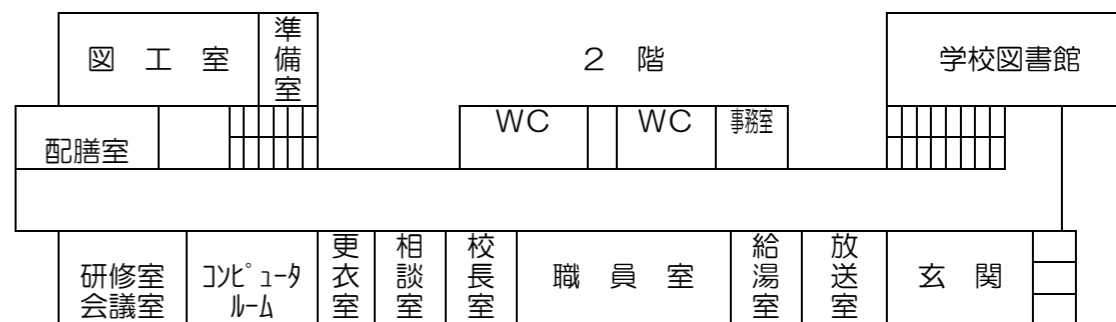 図 工 室
準備室
2 階
学校図書館
配膳室
WC
WC
事務室
研修室
会議室
コンピュータ
ルーム
更衣室
相談室
校長室
職 員 室
給湯室
放送室
玄 関